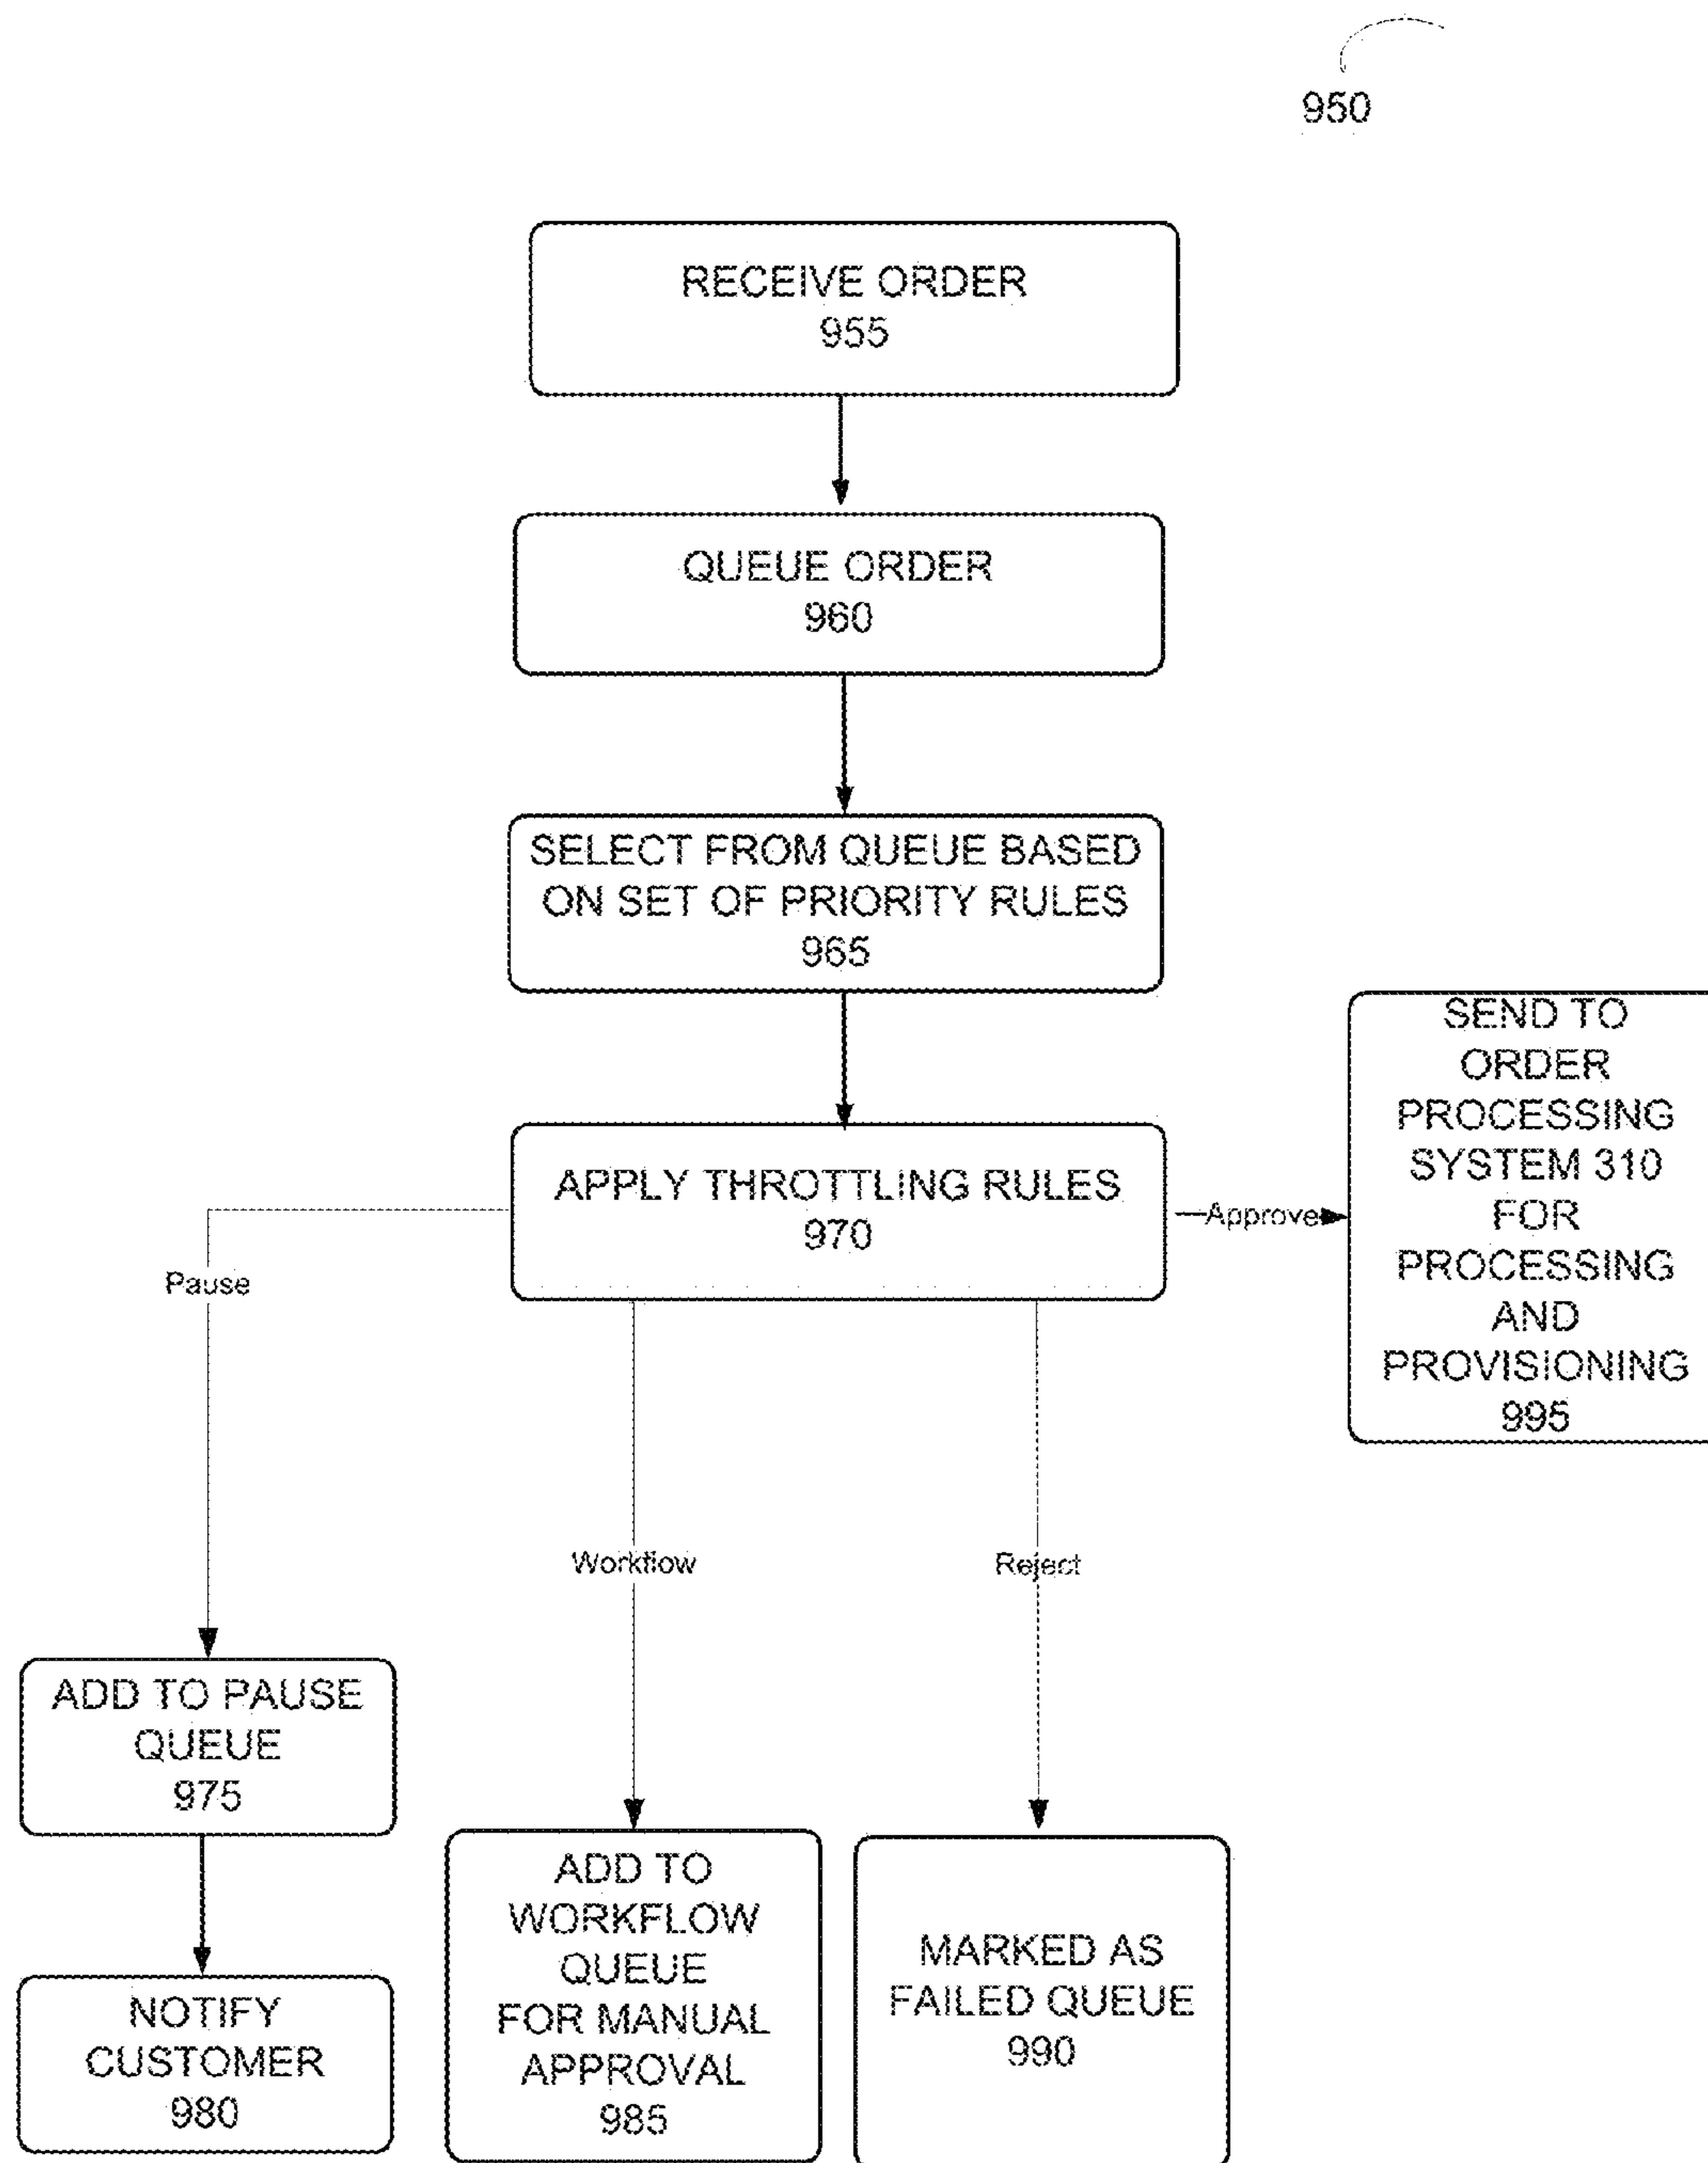 950
RECEIVE ORDER
955
QUEUE ORDER
960
SELECT FROM QUEUE BASED
ON SET OF PRIORITY RULES
965
APPLY THROTTLING RULES
970
Approve
SEND TO
ORDER
PROCESSING
SYSTEM 310
FOR
PROCESSING
AND
PROVISIONING
995
Pause
Workflow
Reject
ADD TO PAUSE
QUEUE
975
NOTIFY
CUSTOMER
980
ADD TO
WORKFLOW
QUEUE
FOR MANUAL
APPROVAL
985
MARKED AS
FAILED QUEUE
990